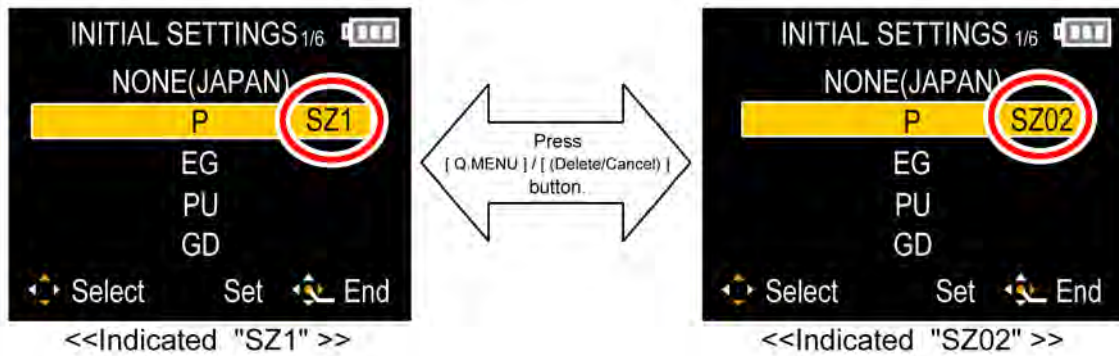 INITIAL SETTINGS 1/6
NONE(JAPAN)
P SZ1
EG
PU
GD
Select Set End
<<Indicated "SZ1" >>
Press
[ Q.MENU ] / [ (Delete/Cancel) ]
button.
INITIAL SETTINGS 1/6
NONE(JAPAN)
P SZ02
EG
PU
GD
Select Set End
<<Indicated "SZ02" >>